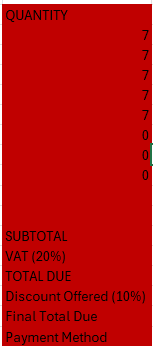 QUANTITY
7
7
7
7
7
0
0
0
SUBTOTAL
VAT (20%)
TOTAL DUE
Discount Offered (10%)
Final Total Due
Payment Method